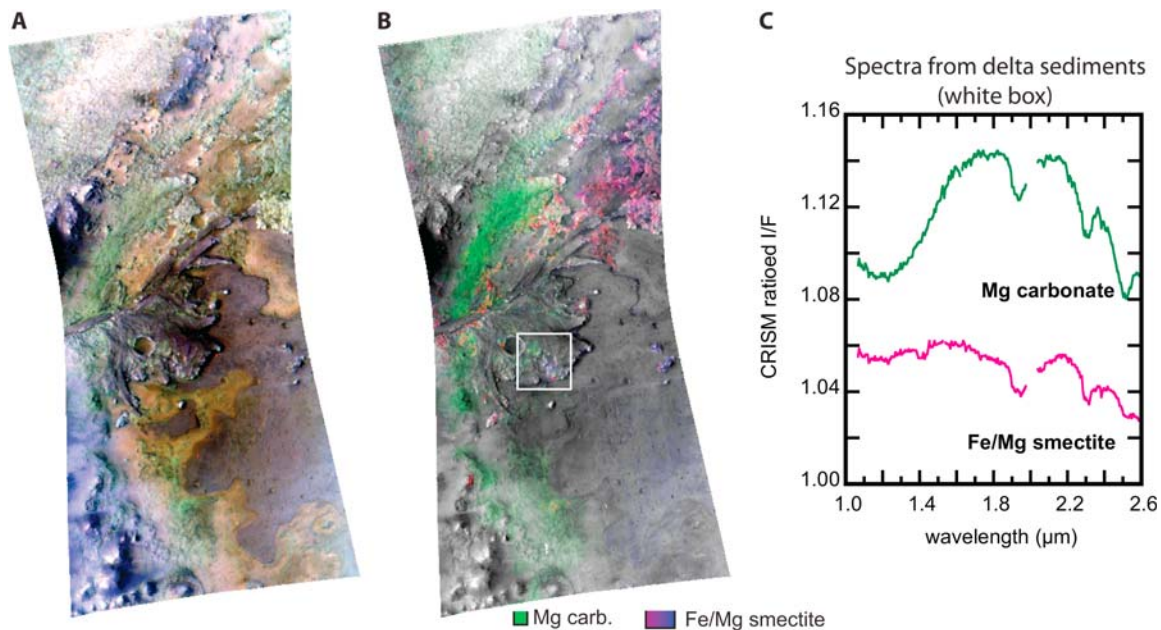 A
B
C
Spectra from delta sediments
(white box)
1.16
1.12
1.08
1.04
1.00
CRISM ratioed I/F
Mg carbonate
Fe/Mg smectite
1.0 1.4 1.8 2.2 2.6
wavelength (µm)
Mg carb. Fe/Mg smectite